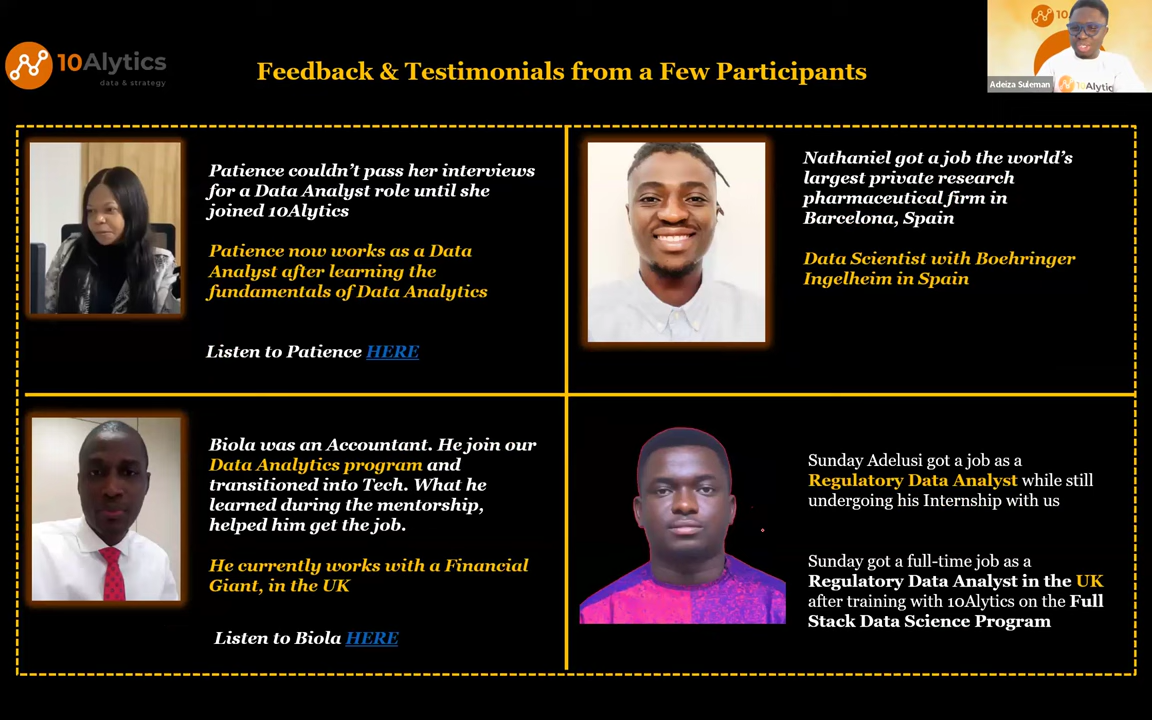 10Alytics
data & strategy
Feedback & Testimonials from a Few Participants
Adeiza Suleman
Patience couldn't pass her interviews
for a Data Analyst role until she
joined 10Alytics
Patience now works as a Data
Analyst after learning the
fundamentals of Data Analytics
Listen to Patience HERE
Nathaniel got a job the world's
largest private research
pharmaceutical firm in
Barcelona, Spain
Data Scientist with Boehringer
Ingelheim in Spain
Biola was an Accountant. He join our
Data Analytics program and
transitioned into Tech. What he
learned during the mentorship,
helped him get the job.
He currently works with a Financial
Giant, in the UK
Listen to Biola HERE
Sunday Adelusi got a job as a
Regulatory Data Analyst while still
undergoing his Internship with us
Sunday got a full-time job as a
Regulatory Data Analyst in the UK
after training with 10Alytics on the Full
Stack Data Science Program